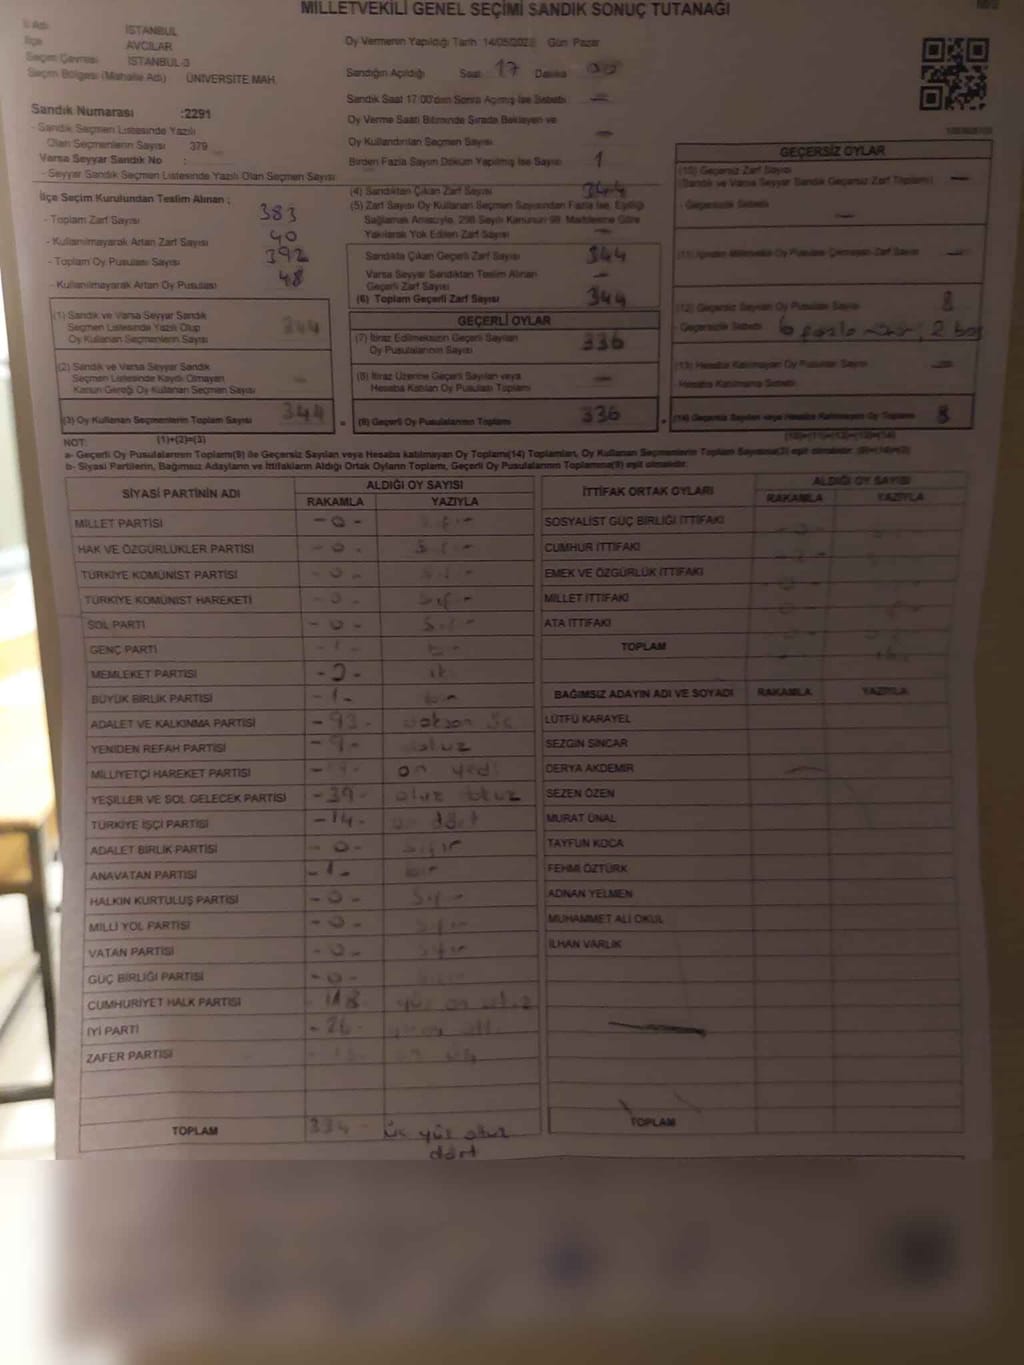 MİLLETVEKİLİ GENEL SEÇİMİ SANDIK SONUÇ TUTANAĞI
İli Adı İSTANBUL
İlçe AVCILAR
Seçim Çevresi İSTANBUL-3
Seçim Bölgesi (Mahalle Adı) ÜNİVERSİTE MAH.
Oy Vermenin Yapıldığı Tarih 14/05/2023 Gün Pazar
Sandığın Açıldığı Saat 17 Dakika 00
Sandık Saat 17:00'den Sonra Açılmış İse Sebebi —
Oy Verme Saati Bitiminde Sırada Bekleyen ve
Oy Kullandırılan Seçmen Sayısı —
Birden Fazla Sayım Döküm Yapılmış İse Sayısı 1
Sandık Numarası :2291
- Sandık Seçmen Listesinde Yazılı
Olan Seçmenlerin Sayısı 379
Varsa Seyyar Sandık No :
- Seyyar Sandık Seçmen Listesinde Yazılı Olan Seçmen Sayısı
İlçe Seçim Kurulundan Teslim Alınan ;
- Toplam Zarf Sayısı 383
- Kullanılmayarak Artan Zarf Sayısı 40
- Toplam Oy Pusulası Sayısı 392
- Kullanılmayarak Artan Oy Pusulası 48
(1) Sandık ve Varsa Seyyar Sandık
Seçmen Listesinde Yazılı Olup
Oy Kullanan Seçmenlerin Sayısı 344
(2) Sandık ve Varsa Seyyar Sandık
Seçmen Listesinde Kayıtlı Olmayan
Kanun Gereği Oy Kullanan Seçmen Sayısı —
(3) Oy Kullanan Seçmenlerin Toplam Sayısı 344
(1)+(2)=(3)
(4) Sandıktan Çıkan Zarf Sayısı 344
(5) Zarf Sayısı Oy Kullanan Seçmen Sayısından Fazla İse, Eşitliği
Sağlamak Amacıyla, 298 Sayılı Kanunun 98. Maddesine Göre
Yakılarak Yok Edilen Zarf Sayısı —
Sandıkta Çıkan Geçerli Zarf Sayısı 344
Varsa Seyyar Sandıktan Teslim Alınan
Geçerli Zarf Sayısı —
(6) Toplam Geçerli Zarf Sayısı 344
GEÇERLİ OYLAR
(7) İtiraz Edilmeksizin Geçerli Sayılan
Oy Pusulalarının Sayısı 336
(8) İtiraz Üzerine Geçerli Sayılan veya
Hesaba Katılan Oy Pusulası Toplamı —
(9) Geçerli Oy Pusulalarının Toplamı 336
GEÇERSİZ OYLAR
(10) Geçersiz Zarf Sayısı
(Sandık ve Varsa Seyyar Sandık Geçersiz Zarf Toplamı) —
- Geçersizlik Sebebi —
(11) İçinden Milletvekili Oy Pusulası Çıkmayan Zarf Sayısı —
(12) Geçersiz Sayılan Oy Pusulası Sayısı 8
- Geçersizlik Sebebi 6 fazla mühür, 2 boş
(13) Hesaba Katılmayan Oy Pusulası Sayısı —
- Hesaba Katılmama Sebebi
(14) Geçersiz Sayılan veya Hesaba Katılmayan Oy Toplamı 8
(10)+(11)+(12)+(13)=(14)
NOT:
a- Geçerli Oy Pusulalarının Toplamı(9) ile Geçersiz Sayılan veya Hesaba katılmayan Oy Toplamı(14) Toplamları, Oy Kullanan Seçmenlerin Toplam Sayısına(3) eşit olmalıdır. (9)+(14)=(3)
b- Siyasi Partilerin, Bağımsız Adayların ve İttifakların Aldığı Ortak Oyların Toplamı, Geçerli Oy Pusulalarının Toplamına(9) eşit olmalıdır.
SİYASİ PARTİNİN ADI ALDIĞI OY SAYISI
RAKAMLA YAZIYLA
MİLLET PARTİSİ -0- sıfır
HAK VE ÖZGÜRLÜKLER PARTİSİ -0- sıfır
TÜRKİYE KOMÜNİST PARTİSİ -0- sıfır
TÜRKİYE KOMÜNİST HAREKETİ -0- sıfır
SOL PARTİ -0- sıfır
GENÇ PARTİ -1- bir
MEMLEKET PARTİSİ -2- iki
BÜYÜK BİRLİK PARTİSİ -1- bir
ADALET VE KALKINMA PARTİSİ -93- doksan üç
YENİDEN REFAH PARTİSİ -9- dokuz
MİLLİYETÇİ HAREKET PARTİSİ -17- on yedi
YEŞİLLER VE SOL GELECEK PARTİSİ -39- otuz dokuz
TÜRKİYE İŞÇİ PARTİSİ -14- on dört
ADALET BİRLİK PARTİSİ -0- sıfır
ANAVATAN PARTİSİ -1- bir
HALKIN KURTULUŞ PARTİSİ -0- sıfır
MİLLİ YOL PARTİSİ -0- sıfır
VATAN PARTİSİ -0- sıfır
GÜÇ BİRLİĞİ PARTİSİ -0-
CUMHURİYET HALK PARTİSİ 118 yüz on sekiz
İYİ PARTİ -26- yirmi altı
ZAFER PARTİSİ
TOPLAM 334 üç yüz otuz
dört
İTTİFAK ORTAK OYLARI ALDIĞI OY SAYISI
RAKAMLA YAZIYLA
SOSYALİST GÜÇ BİRLİĞİ İTTİFAKI
CUMHUR İTTİFAKI
EMEK VE ÖZGÜRLÜK İTTİFAKI
MİLLET İTTİFAKI
ATA İTTİFAKI
TOPLAM
BAĞIMSIZ ADAYIN ADI VE SOYADI RAKAMLA YAZIYLA
LÜTFÜ KARAYEL
SEZGİN SİNCAR
DERYA AKDEMİR
SEZEN ÖZEN
MURAT ÜNAL
TAYFUN KOCA
FEHMİ ÖZTÜRK
ADNAN YELMEN
MUHAMMET ALİ OKUL
İLHAN VARLIK
TOPLAM